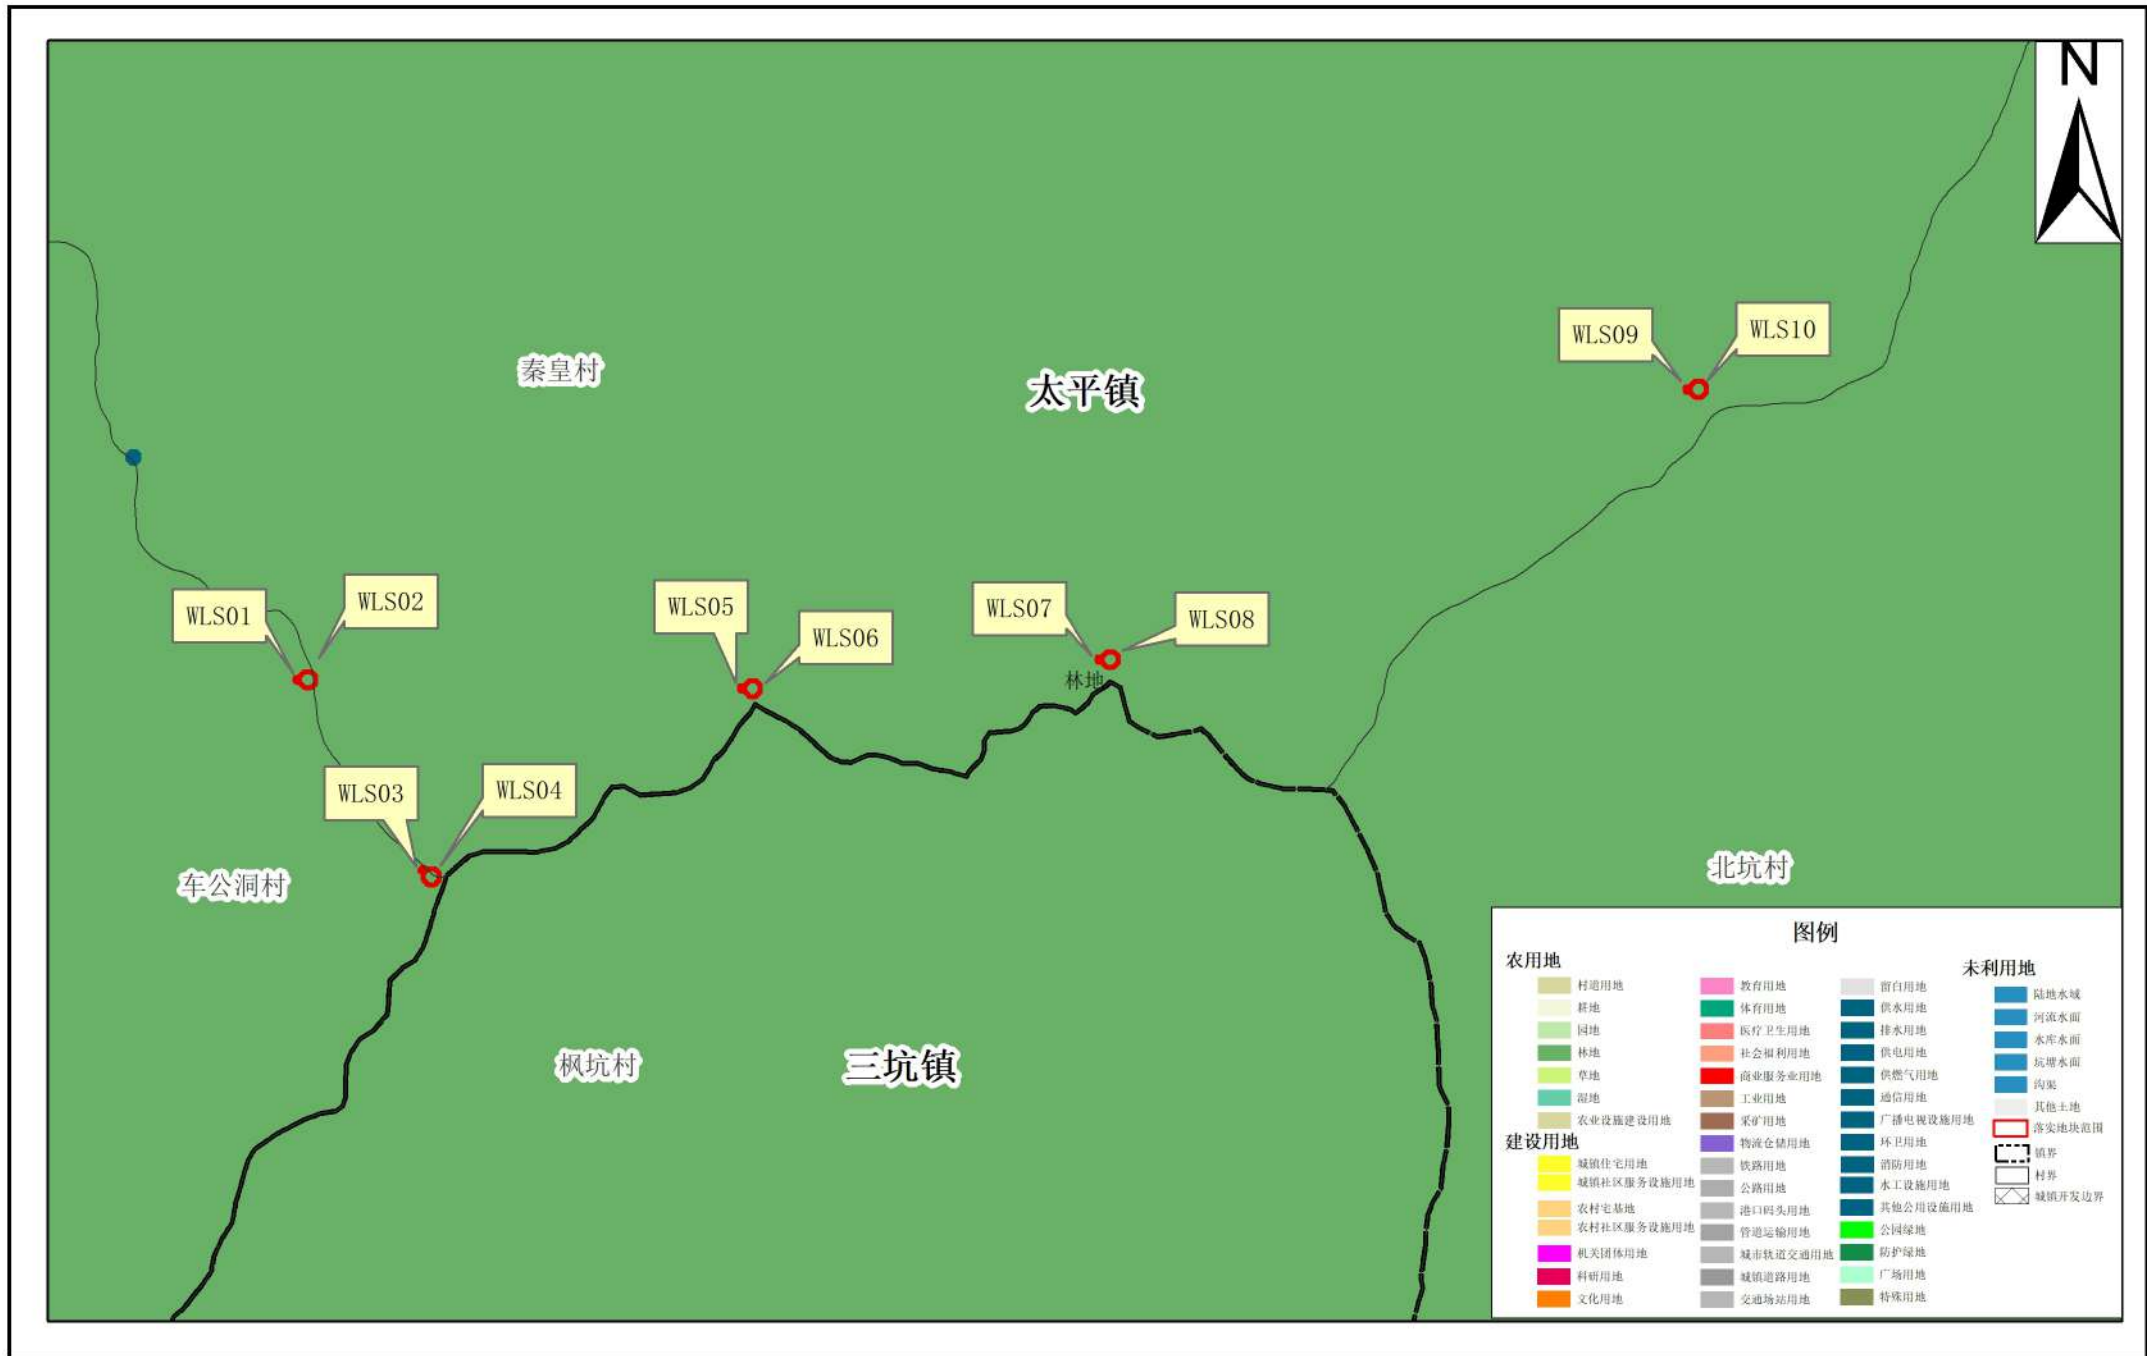 N
WLS09
WLS10
秦皇村
太平镇
WLS01
WLS02
WLS05
WLS06
WLS07
WLS08
林地
WLS03
WLS04
车公洞村
北坑村
枫坑村
三坑镇
图例
农用地
村道用地
耕地
园地
林地
草地
湿地
农业设施建设用地
建设用地
城镇住宅用地
城镇社区服务设施用地
农村宅基地
农村社区服务设施用地
机关团体用地
科研用地
文化用地
教育用地
体育用地
医疗卫生用地
社会福利用地
商业服务业用地
工业用地
采矿用地
物流仓储用地
铁路用地
公路用地
港口码头用地
管道运输用地
城市轨道交通用地
城镇道路用地
交通场站用地
留白用地
供水用地
排水用地
供电用地
供燃气用地
通信用地
广播电视设施用地
环卫用地
消防用地
水工设施用地
其他公用设施用地
公园绿地
防护绿地
广场用地
特殊用地
未利用地
陆地水域
河流水面
水库水面
坑塘水面
沟渠
其他土地
落实地块范围
镇界
村界
城镇开发边界